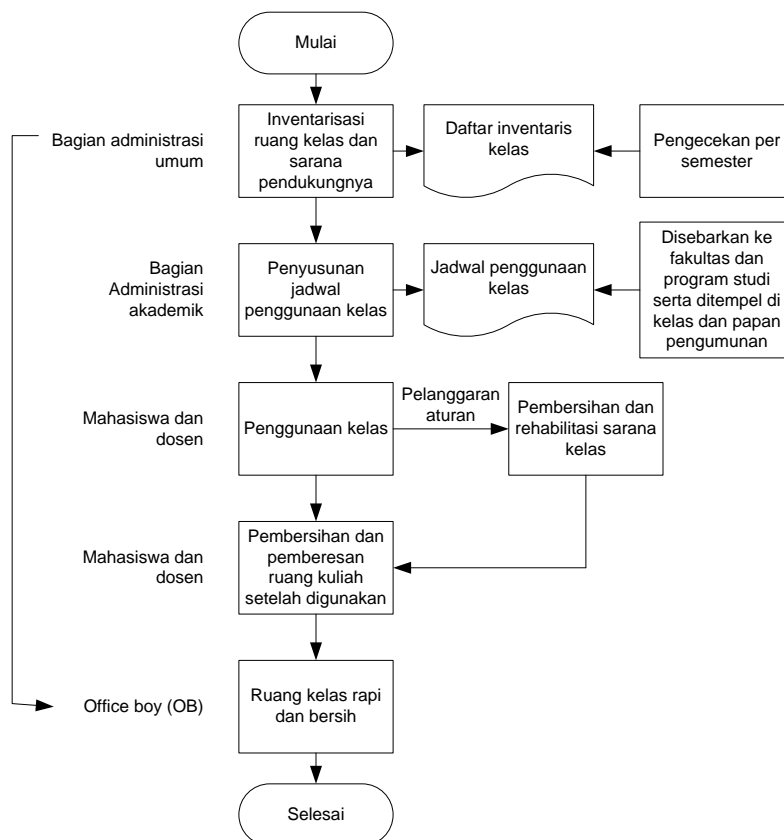 Mulai
Bagian administrasi
umum
Inventarisasi
ruang kelas dan
sarana
pendukungnya
Daftar inventaris
kelas
Pengecekan per
semester
Bagian
Administrasi
akademik
Penyusunan
jadwal
penggunaan kelas
Jadwal penggunaan
kelas
Disebarkan ke
fakultas dan
program studi
serta ditempel di
kelas dan papan
pengumunan
Mahasiswa dan
dosen
Penggunaan kelas
Pelanggaran
aturan
Pembersihan dan
rehabilitasi sarana
kelas
Mahasiswa dan
dosen
Pembersihan dan
pemberesan
ruang kuliah
setelah digunakan
Office boy (OB)
Ruang kelas rapi
dan bersih
Selesai